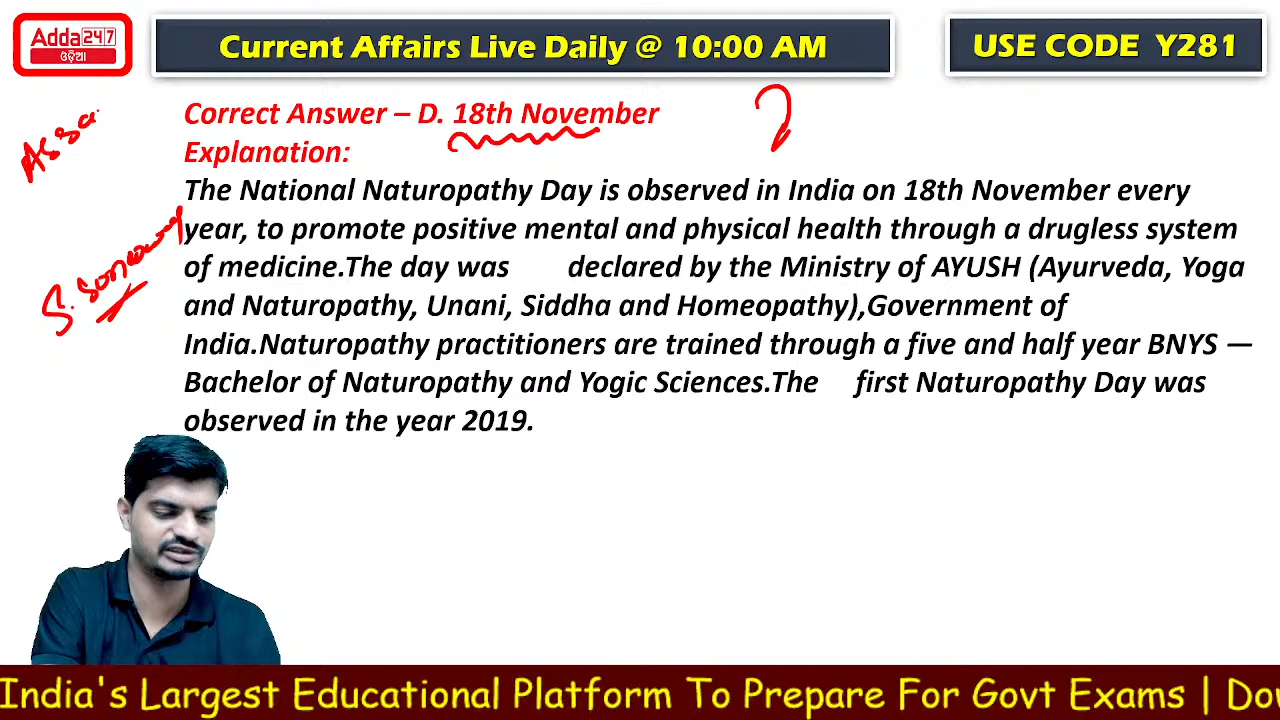 Adda247
ଓଡ଼ିଆ
Current Affairs Live Daily @ 10:00 AM
USE CODE Y281
Correct Answer – D. 18th November
Explanation:
The National Naturopathy Day is observed in India on 18th November every
year, to promote positive mental and physical health through a drugless system
of medicine.The day was declared by the Ministry of AYUSH (Ayurveda, Yoga
and Naturopathy, Unani, Siddha and Homeopathy),Government of
India.Naturopathy practitioners are trained through a five and half year BNYS —
Bachelor of Naturopathy and Yogic Sciences.The first Naturopathy Day was
observed in the year 2019.
Assa
India's Largest Educational Platform To Prepare For Govt Exams | Dow